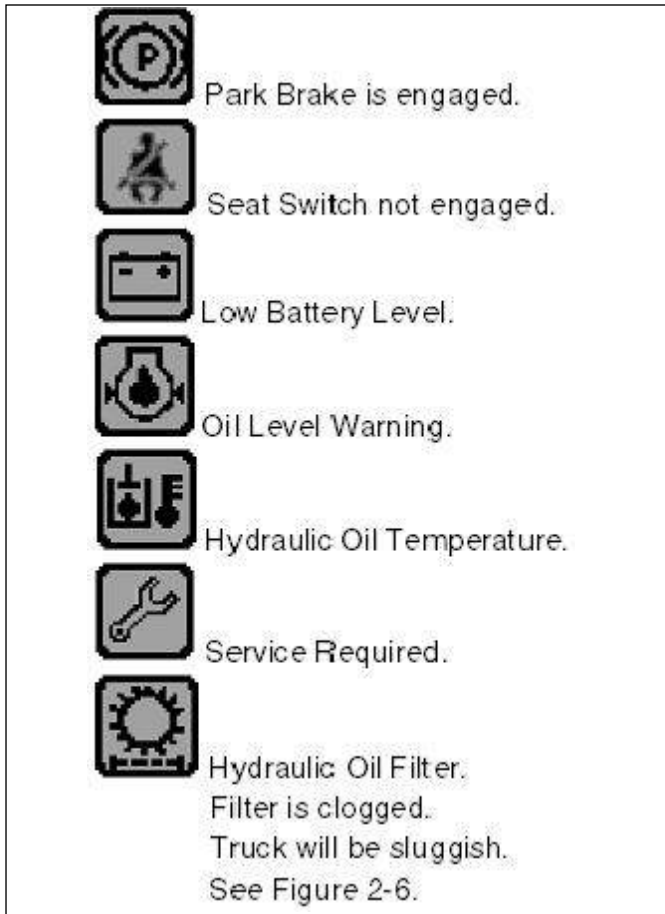 P
Park Brake is engaged.
Seat Switch not engaged.
Low Battery Level.
Oil Level Warning.
Hydraulic Oil Temperature.
Service Required.
Hydraulic Oil Filter.
Filter is clogged.
Truck will be sluggish.
See Figure 2-6.